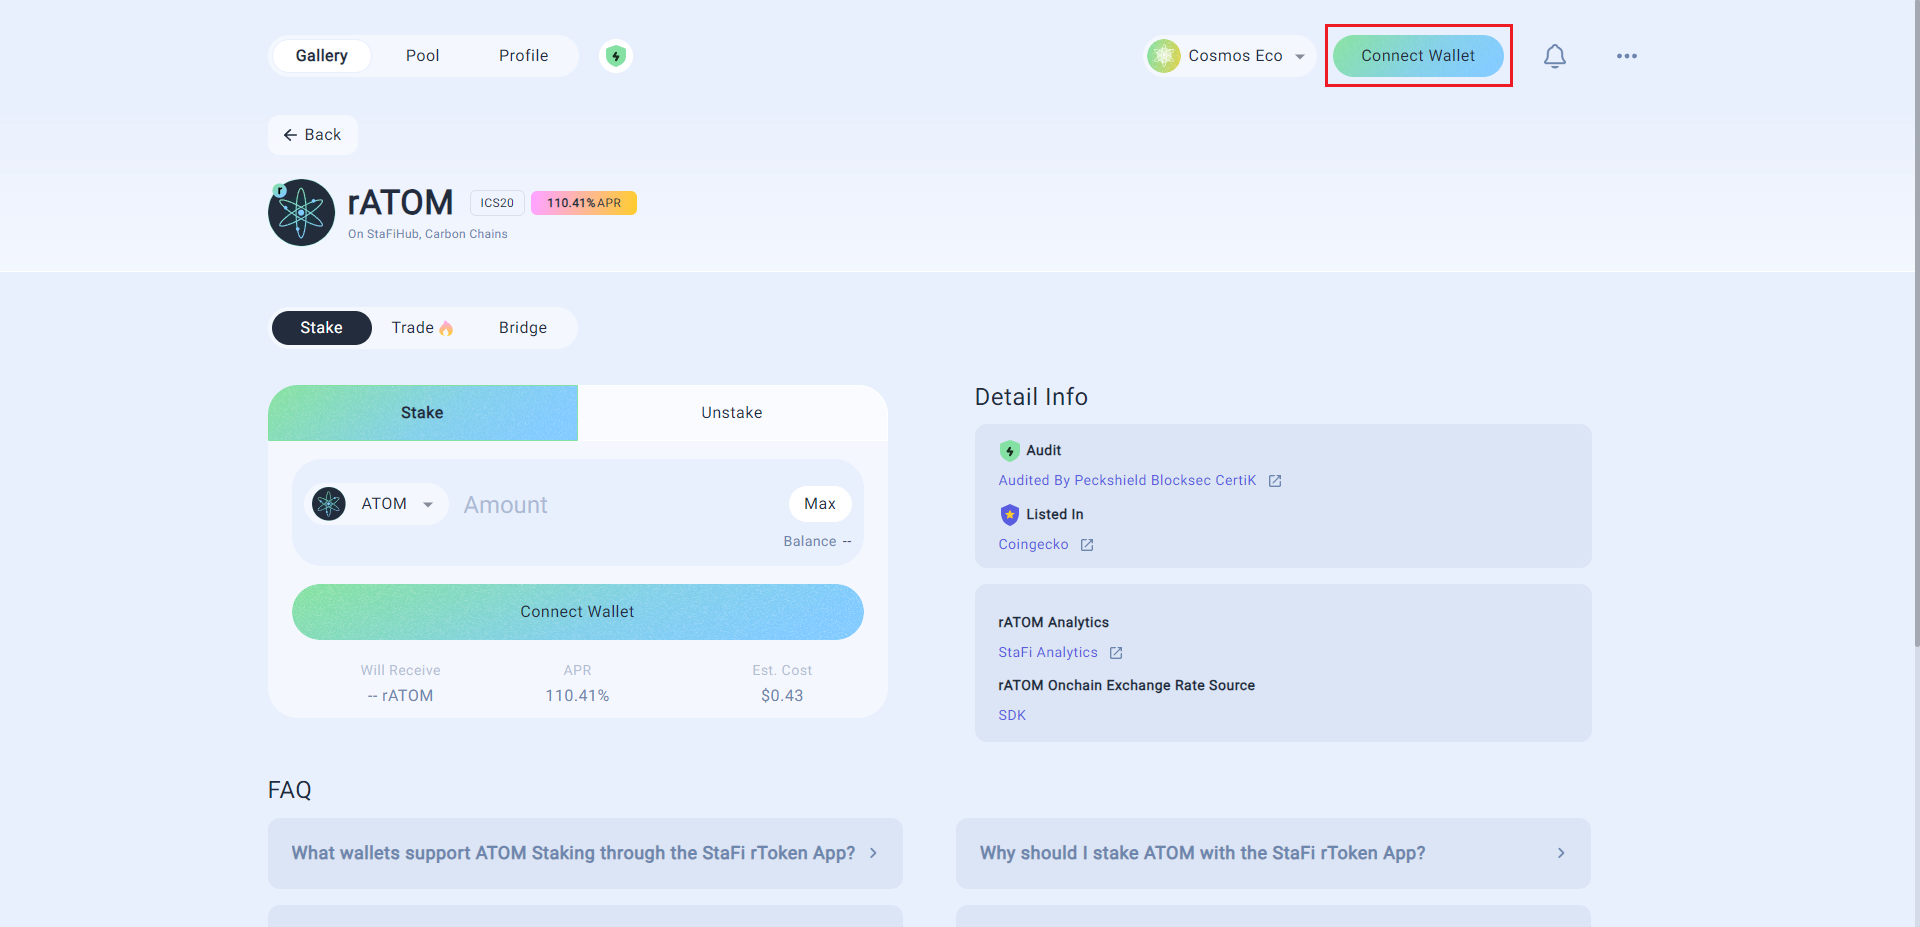 Gallery Pool Profile
Cosmos Eco Connect Wallet
Back
r
rATOM ICS20 110.41% APR
On StaFiHub, Carbon Chains
Stake Trade Bridge
Stake Unstake
ATOM Amount Max
Balance --
Connect Wallet
Will Receive APR Est. Cost
-- rATOM 110.41% $0.43
Detail Info
Audit
Audited By Peckshield Blocksec CertiK
Listed In
Coingecko
rATOM Analytics
StaFi Analytics
rATOM Onchain Exchange Rate Source
SDK
FAQ
What wallets support ATOM Staking through the StaFi rToken App?
Why should I stake ATOM with the StaFi rToken App?